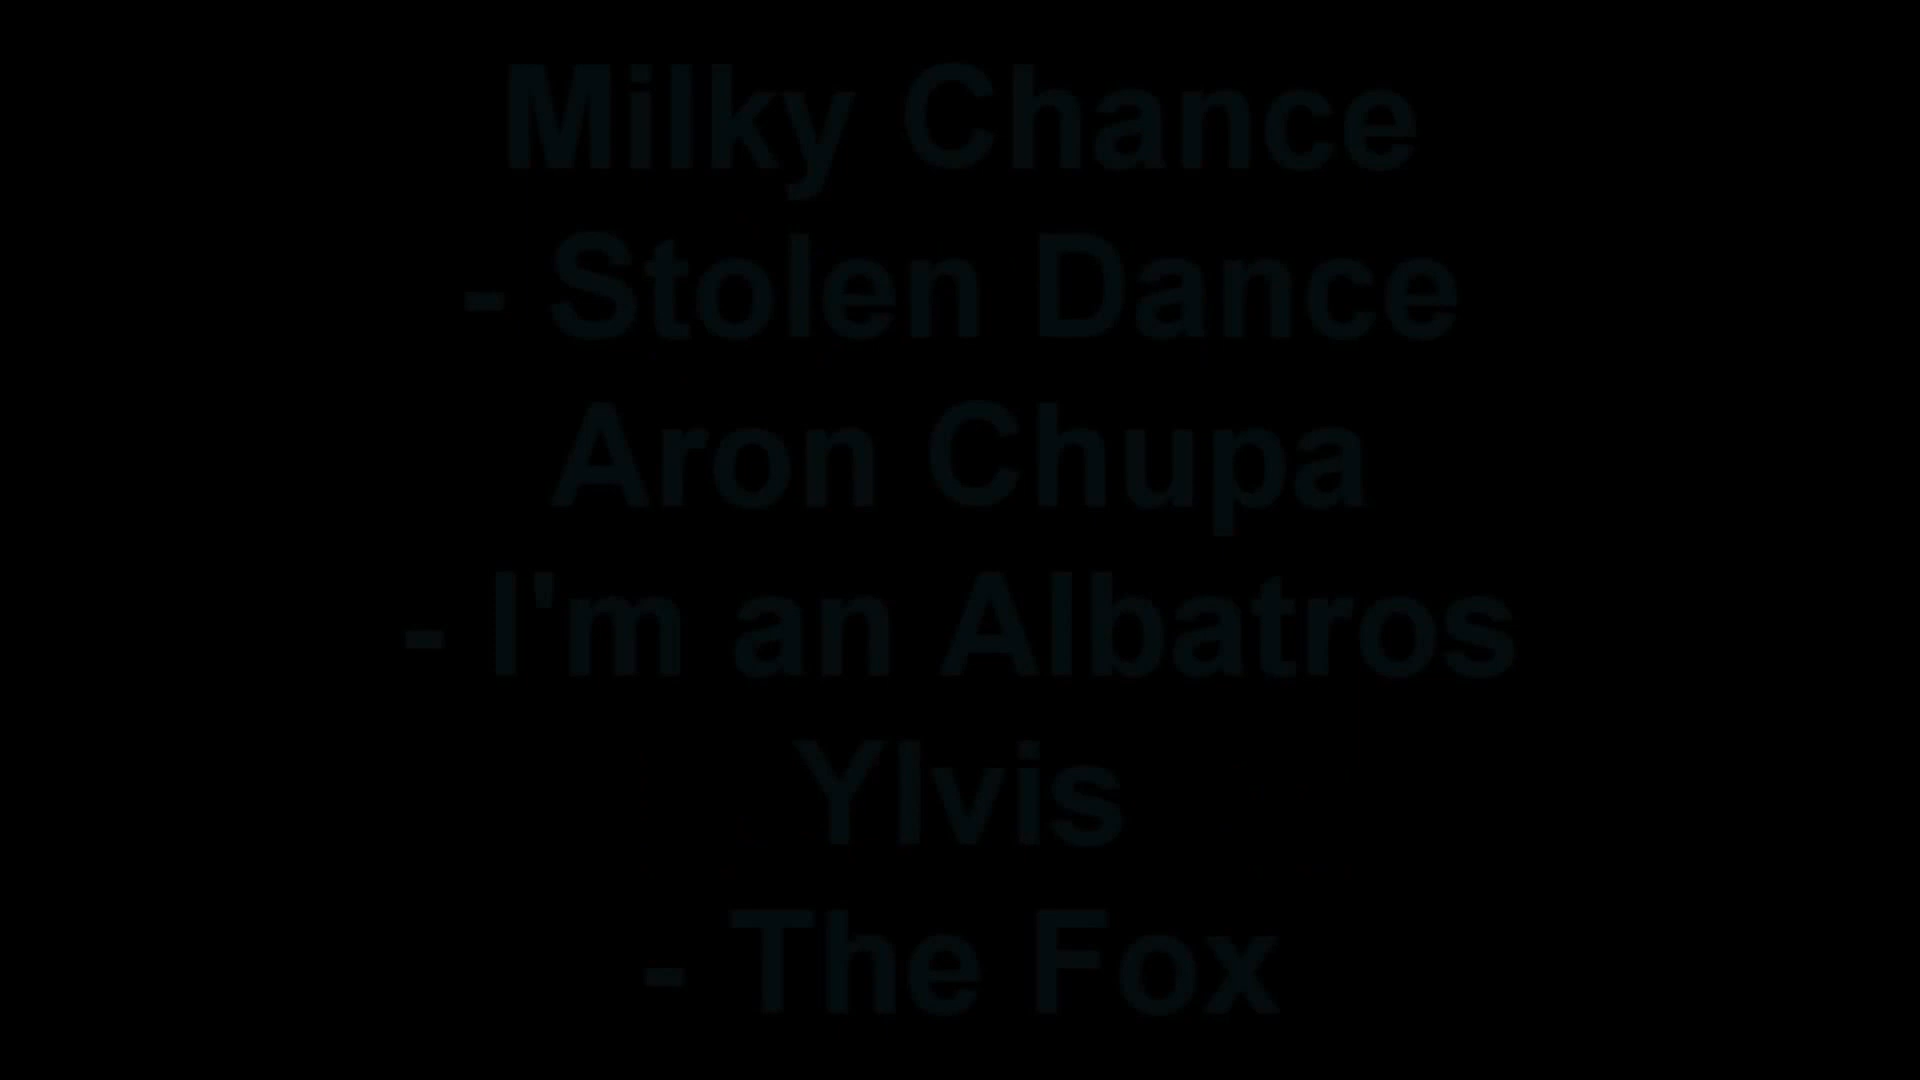 Milky Chance
- Stolen Dance
Aron Chupa
- I'm an Albatros
Ylvis
- The Fox